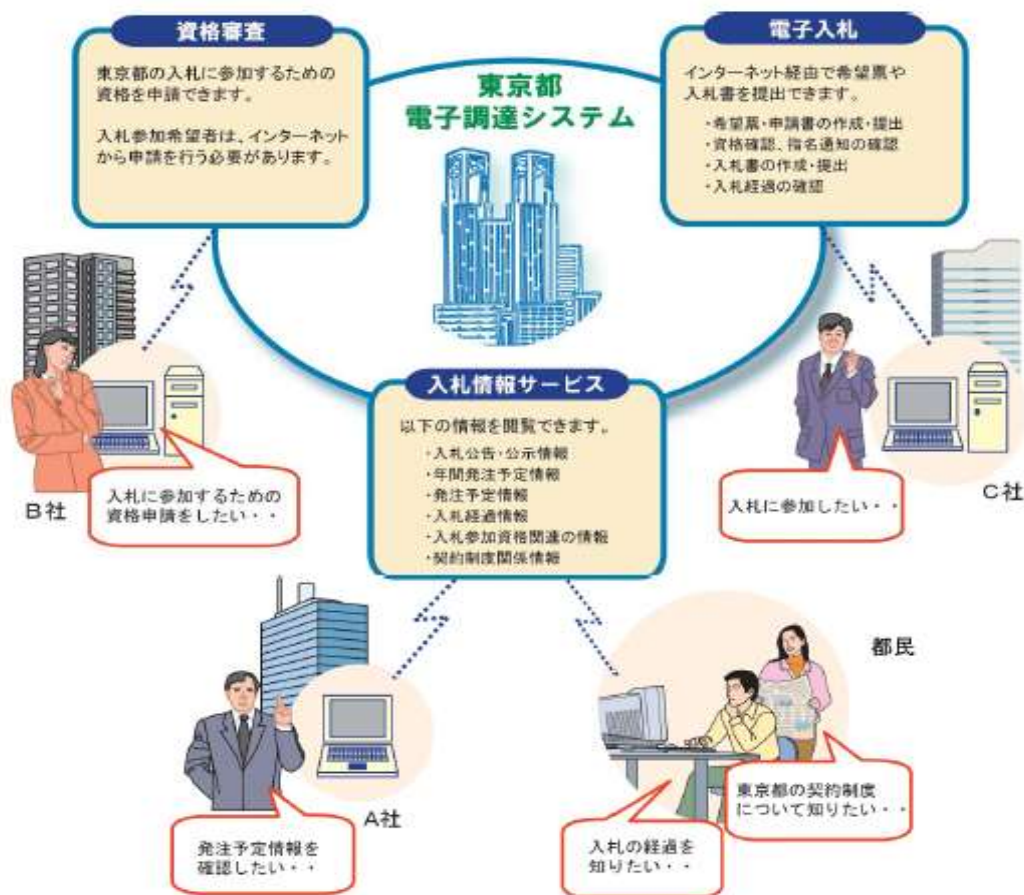 資格審査
東京都の入札に参加するための
資格を申請できます。
入札参加希望者は、インターネット
から申請を行う必要があります。
東京都
電子調達システム
電子入札
インターネット経由で希望票や
入札書を提出できます。
・希望票・申請書の作成・提出
・資格確認、指名通知の確認
・入札書の作成・提出
・入札経過の確認
入札情報サービス
以下の情報を閲覧できます。
・入札公告・公示情報
・年間発注予定情報
・発注予定情報
・入札経過情報
・入札参加資格関連の情報
・契約制度関係情報
B社
入札に参加するための
資格申請をしたい・・
C社
入札に参加したい・・
A社
発注予定情報を
確認したい・・
都民
東京都の契約制度
について知りたい・・
入札の経過を
知りたい・・